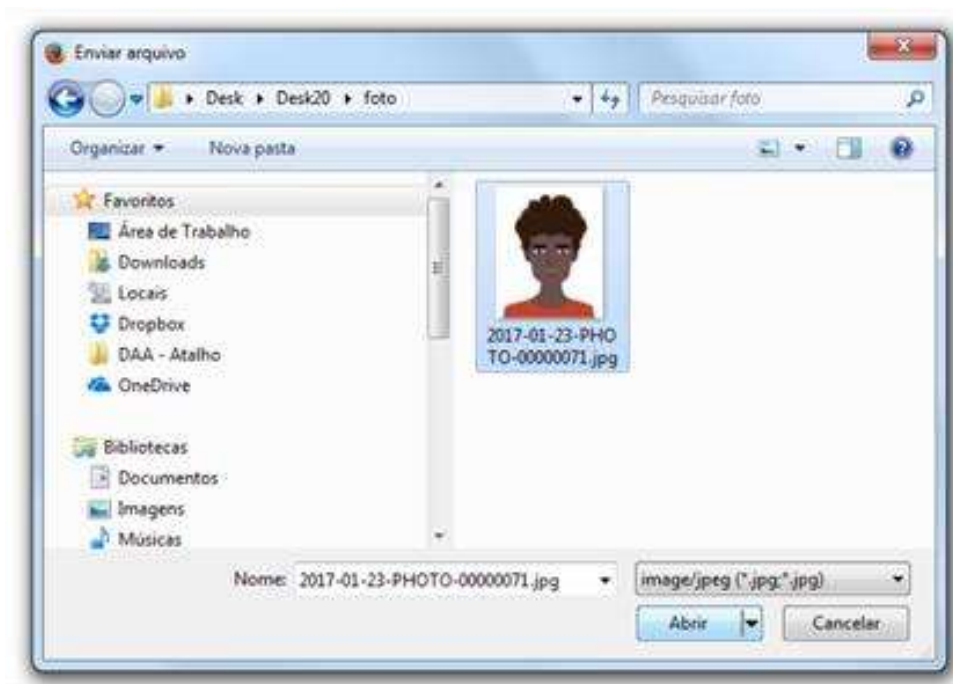 Enviar arquivo
Desk Desk20 foto
Pesquisar foto
Organizar
Nova pasta
Favoritos
Área de Trabalho
Downloads
Locais
Dropbox
DAA - Atalho
OneDrive
Bibliotecas
Documentos
Imagens
Músicas
2017-01-23-PHO
TO-00000071.jpg
Nome: 2017-01-23-PHOTO-00000071.jpg
image/jpeg (*.jpg;*.jpg)
Abrir
Cancelar